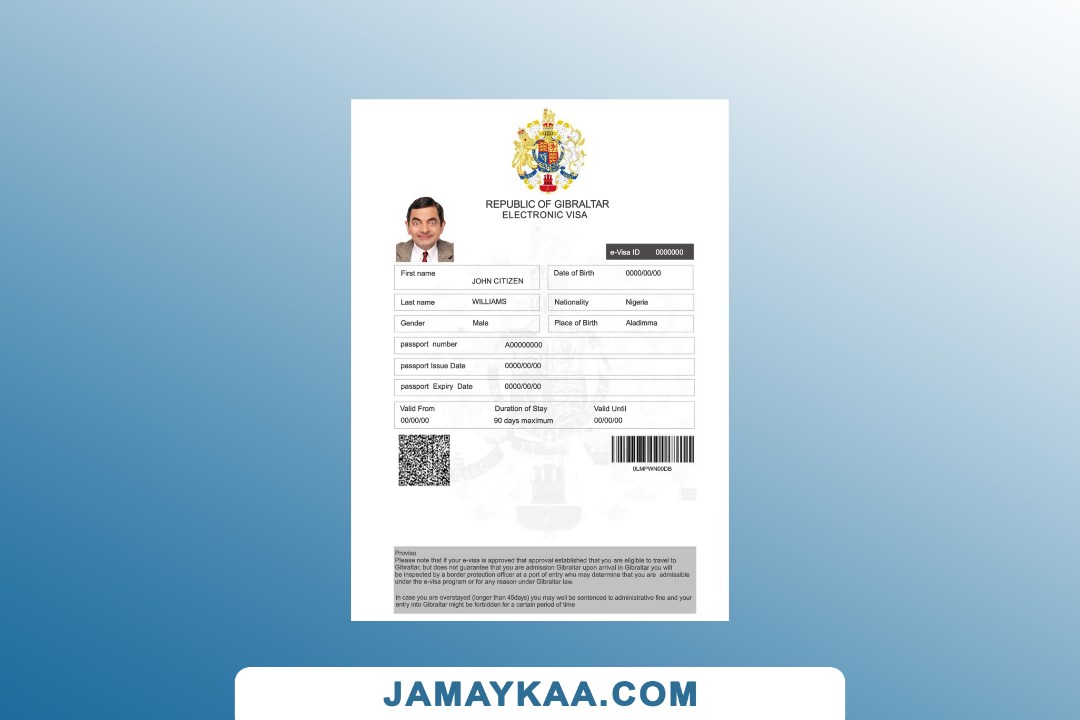 REPUBLIC OF GIBRALTAR
ELECTRONIC VISA
e-Visa ID 0000000
First name JOHN CITIZEN
Date of Birth 0000/00/00
Last name WILLIAMS
Nationality Nigeria
Gender Male
Place of Birth Aladimma
passport number A00000000
passport Issue Date 0000/00/00
passport Expiry Date 0000/00/00
Valid From Duration of Stay Valid Until
00/00/00 90 days maximum 00/00/00
0LMPWN00DB
Proviso
Please note that if your e-visa is approved that approval established that you are eligible to travel to
Gibraltar, but does not guarantee that you are admission Gibraltar upon arrival in Gibraltar you will
be inspected by a border protection officer at a port of entry who may determine that you are admissible
under the e-visa program or for any reason under Gibraltar law.
In case you are overstayed (longer than 45days) you may well be sentenced to administrative fine and your
entry into Gibraltar might be forbidden for a certain period of time
JAMAYKAA.COM